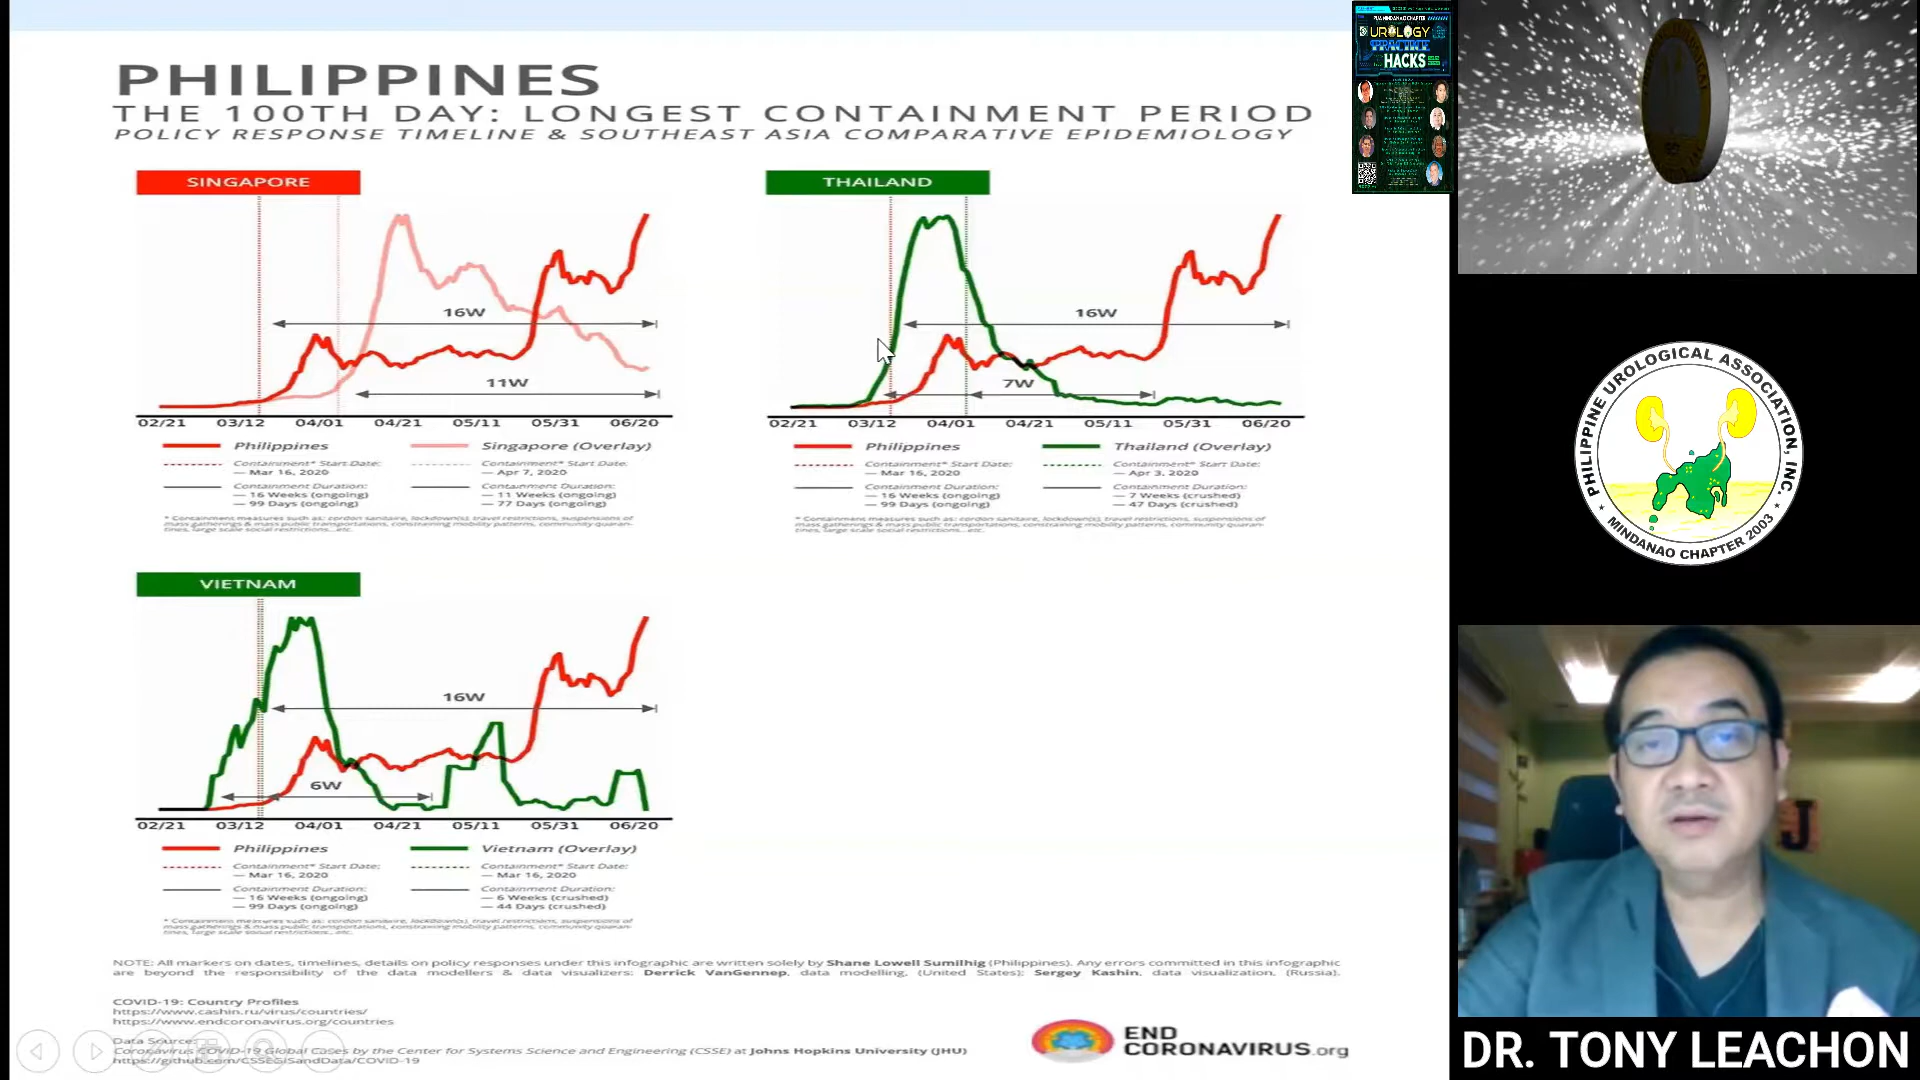 PHILIPPINES
THE 100TH DAY: LONGEST CONTAINMENT PERIOD
POLICY RESPONSE TIMELINE & SOUTHEAST ASIA COMPARATIVE EPIDEMIOLOGY
SINGAPORE
16W
11W
02/21 03/12 04/01 04/21 05/11 05/31 06/20
Philippines
Containment* Start Date:
— Mar 16, 2020
Containment Duration:
— 16 Weeks (ongoing)
— 99 Days (ongoing)
Singapore (Overlay)
Containment* Start Date:
— Apr 7, 2020
Containment Duration:
— 11 Weeks (ongoing)
— 77 Days (ongoing)
* Containment measures such as: cordon sanitaire, lockdown(s), travel restrictions, suspensions of
mass gatherings & mass public transportations, constraining mobility patterns, community quaran-
tines, large scale social restrictions...etc.
THAILAND
16W
7W
02/21 03/12 04/01 04/21 05/11 05/31 06/20
Philippines
Containment* Start Date:
— Mar 16, 2020
Containment Duration:
— 16 Weeks (ongoing)
— 99 Days (ongoing)
Thailand (Overlay)
Containment* Start Date:
— Apr 3, 2020
Containment Duration:
— 7 Weeks (crushed)
— 47 Days (crushed)
* Containment measures such as: cordon sanitaire, lockdown(s), travel restrictions, suspensions of
mass gatherings & mass public transportations, constraining mobility patterns, community quaran-
tines, large scale social restrictions...etc.
VIETNAM
16W
6W
02/21 03/12 04/01 04/21 05/11 05/31 06/20
Philippines
Containment* Start Date:
— Mar 16, 2020
Containment Duration:
— 16 Weeks (ongoing)
— 99 Days (ongoing)
Vietnam (Overlay)
Containment* Start Date:
— Mar 16, 2020
Containment Duration:
— 6 Weeks (crushed)
— 44 Days (crushed)
* Containment measures such as: cordon sanitaire, lockdown(s), travel restrictions, suspensions of
mass gatherings & mass public transportations, constraining mobility patterns, community quaran-
tines, large scale social restrictions...etc.
NOTE: All markers on dates, timelines, details on policy responses under this infographic are written solely by Shane Lowell Sumilhig (Philippines). Any errors committed in this infographic
are beyond the responsibility of the data modellers & data visualizers: Derrick VanGennep, data modelling, (United States); Sergey Kashin, data visualization, (Russia).
COVID-19: Country Profiles
https://www.cashin.ru/virus/countries/
https://www.endcoronavirus.org/countries
Data Source:
Coronavirus COVID-19 Global Cases by the Center for Systems Science and Engineering (CSSE) at Johns Hopkins University (JHU)
https://github.com/CSSEGISandData/COVID-19
END
CORONAVIRUS.org
PUA MINDANAO CHAPTER
UROLOGY
PRACTICE
HACKS
PHILIPPINE UROLOGICAL ASSOCIATION, INC.
MINDANAO CHAPTER 2003
DR. TONY LEACHON